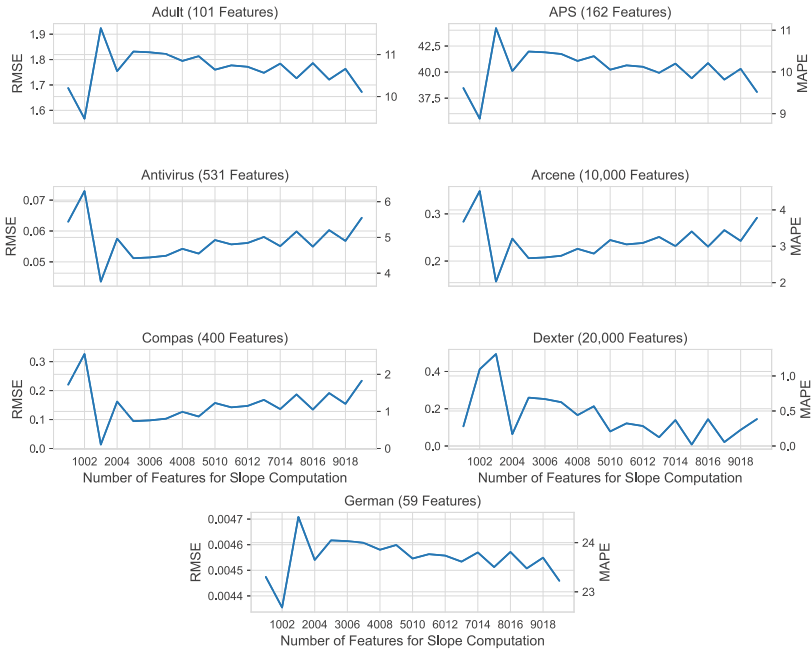 Adult (101 Features)
APS (162 Features)
RMSE
1.9
1.8
1.7
1.6
11
10
42.5
40.0
37.5
11
10
9
MAPE
Antivirus (531 Features)
Arcene (10,000 Features)
RMSE
0.07
0.06
0.05
6
5
4
0.3
0.2
4
3
2
MAPE
Compas (400 Features)
Dexter (20,000 Features)
RMSE
0.3
0.2
0.1
0.0
2
1
0
0.4
0.2
0.0
1.0
0.5
0.0
MAPE
1002 2004 3006 4008 5010 6012 7014 8016 9018
1002 2004 3006 4008 5010 6012 7014 8016 9018
Number of Features for Slope Computation
Number of Features for Slope Computation
German (59 Features)
RMSE
0.0047
0.0046
0.0045
0.0044
24
23
MAPE
1002 2004 3006 4008 5010 6012 7014 8016 9018
Number of Features for Slope Computation